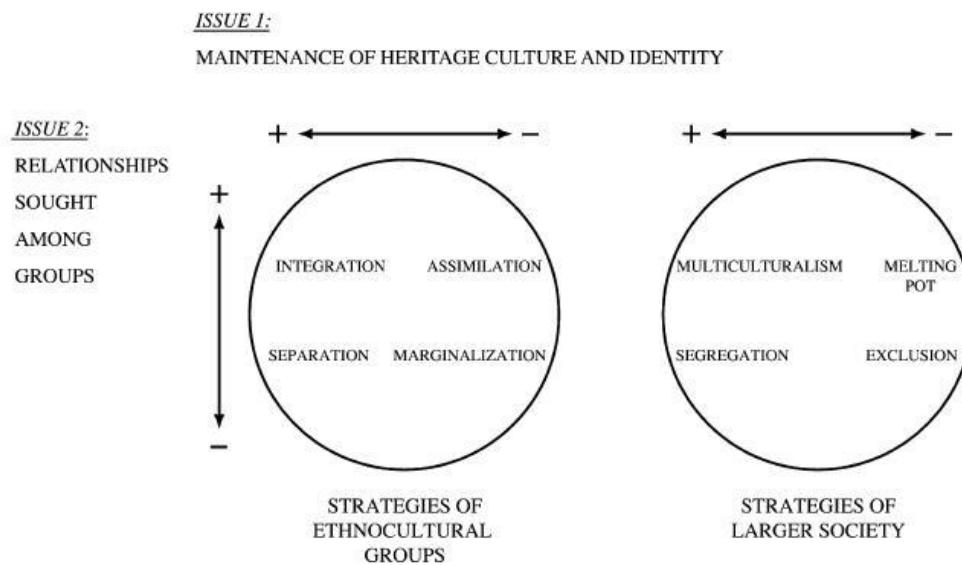 ISSUE 1:
MAINTENANCE OF HERITAGE CULTURE AND IDENTITY
ISSUE 2:
RELATIONSHIPS
SOUGHT
AMONG
GROUPS
+ −
+ −
+
−
INTEGRATION ASSIMILATION
SEPARATION MARGINALIZATION
MULTICULTURALISM MELTING
POT
SEGREGATION EXCLUSION
STRATEGIES OF
ETHNOCULTURAL
GROUPS
STRATEGIES OF
LARGER SOCIETY